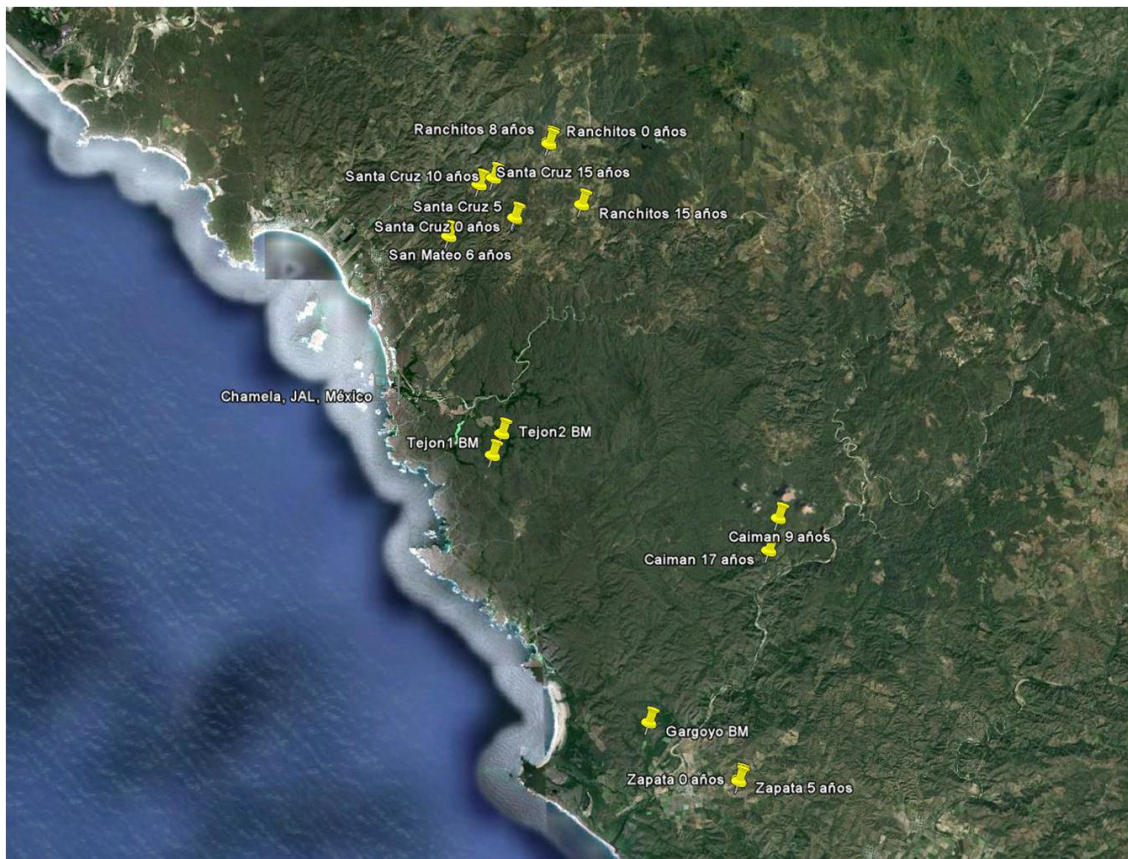 Ranchitos 8 años
Ranchitos 0 años
Santa Cruz 10 años
Santa Cruz 15 años
Santa Cruz 5
Ranchitos 15 años
Santa Cruz 0 años
San Mateo 6 años
Chamela, JAL, México
Tejon2 BM
Tejon1 BM
Caiman 9 años
Caiman 17 años
Gargoyo BM
Zapata 0 años
Zapata 5 años